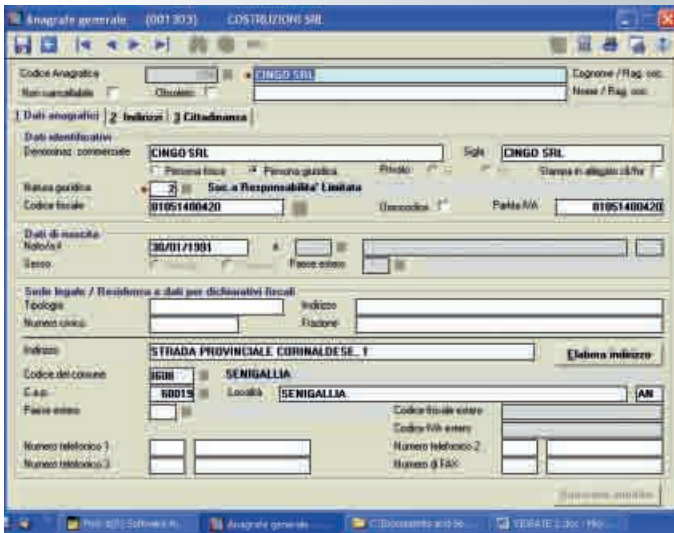 Anagrafe generale (001303) COSTRUZIONI SRL
Codice Anagrafica CINGO SRL Cognome / Rag. soc.
Non cancellabile Obsoleto Nome / Rag. soc.
1 Dati anagrafici 2 Indirizzi 3 Cittadinanza
Dati identificativi
Denominaz. commerciale CINGO SRL Sigla CINGO SRL
Persona fisica Persona giuridica Privato Stampa in allegato cli/for
Natura giuridica 2 Soc. a Responsabilita' Limitata
Codice fiscale 01051400420 Omocodice Partita IVA 01051400420
Dati di nascita
Nato/a il 30/01/1981 a
Sesso Paese estero
Sede legale / Residenza e dati per dichiarativi fiscali
Tipologia Indirizzo
Numero civico Frazione
Indirizzo STRADA PROVINCIALE CORINALDESE, 1 Elabora indirizzo
Codice del comune I608 SENIGALLIA
C.a.p. 60019 Località SENIGALLIA AN
Paese estero Codice fiscale estero
Codice IVA estero
Numero telefonico 1 Numero telefonico 2
Numero telefonico 3 Numero di FAX
Anagrafe generale